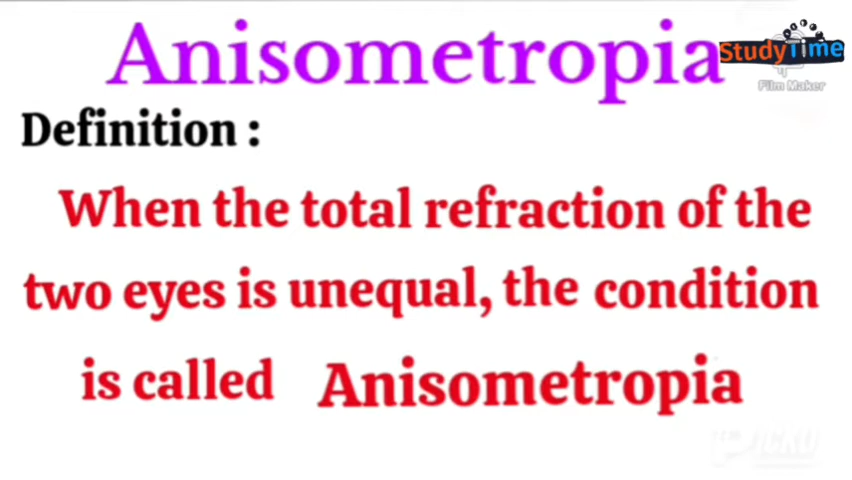 Anisometropia
StudyTime
Film Maker
Definition :
When the total refraction of the
two eyes is unequal, the condition
is called Anisometropia